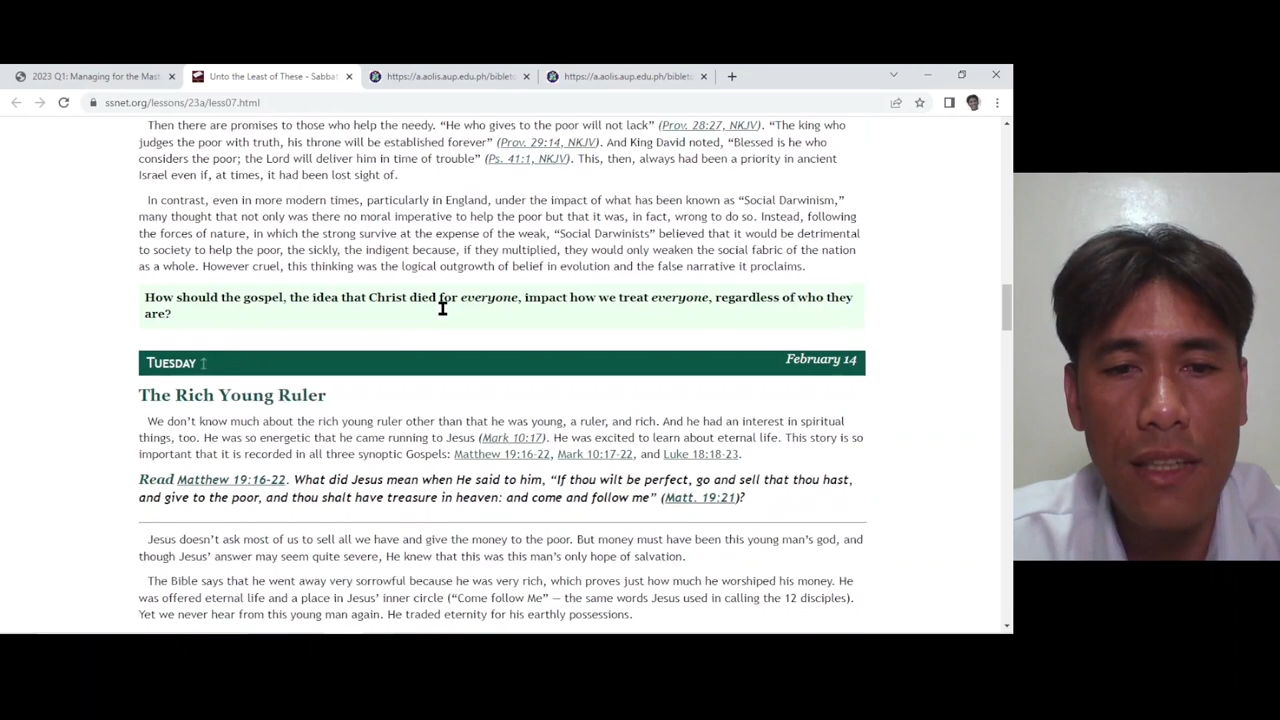 2023 Q1: Managing for the Mast
Unto the Least of These - Sabbat
https://a.aolis.aup.edu.ph/bibleto
https://a.aolis.aup.edu.ph/bibleto
ssnet.org/lessons/23a/less07.html
Then there are promises to those who help the needy. “He who gives to the poor will not lack” (Prov. 28:27, NKJV). “The king who
judges the poor with truth, his throne will be established forever” (Prov. 29:14, NKJV). And King David noted, “Blessed is he who
considers the poor; the Lord will deliver him in time of trouble” (Ps. 41:1, NKJV). This, then, always had been a priority in ancient
Israel even if, at times, it had been lost sight of.
In contrast, even in more modern times, particularly in England, under the impact of what has been known as “Social Darwinism,”
many thought that not only was there no moral imperative to help the poor but that it was, in fact, wrong to do so. Instead, following
the forces of nature, in which the strong survive at the expense of the weak, “Social Darwinists” believed that it would be detrimental
to society to help the poor, the sickly, the indigent because, if they multiplied, they would only weaken the social fabric of the nation
as a whole. However cruel, this thinking was the logical outgrowth of belief in evolution and the false narrative it proclaims.
How should the gospel, the idea that Christ died for everyone, impact how we treat everyone, regardless of who they
are?
Tuesday ↑ February 14
The Rich Young Ruler
We don’t know much about the rich young ruler other than that he was young, a ruler, and rich. And he had an interest in spiritual
things, too. He was so energetic that he came running to Jesus (Mark 10:17). He was excited to learn about eternal life. This story is so
important that it is recorded in all three synoptic Gospels: Matthew 19:16-22, Mark 10:17-22, and Luke 18:18-23.
Read Matthew 19:16-22. What did Jesus mean when He said to him, “If thou wilt be perfect, go and sell that thou hast,
and give to the poor, and thou shalt have treasure in heaven: and come and follow me” (Matt. 19:21)?
Jesus doesn’t ask most of us to sell all we have and give the money to the poor. But money must have been this young man’s god, and
though Jesus’ answer may seem quite severe, He knew that this was this man’s only hope of salvation.
The Bible says that he went away very sorrowful because he was very rich, which proves just how much he worshiped his money. He
was offered eternal life and a place in Jesus’ inner circle (“Come follow Me” — the same words Jesus used in calling the 12 disciples).
Yet we never hear from this young man again. He traded eternity for his earthly possessions.